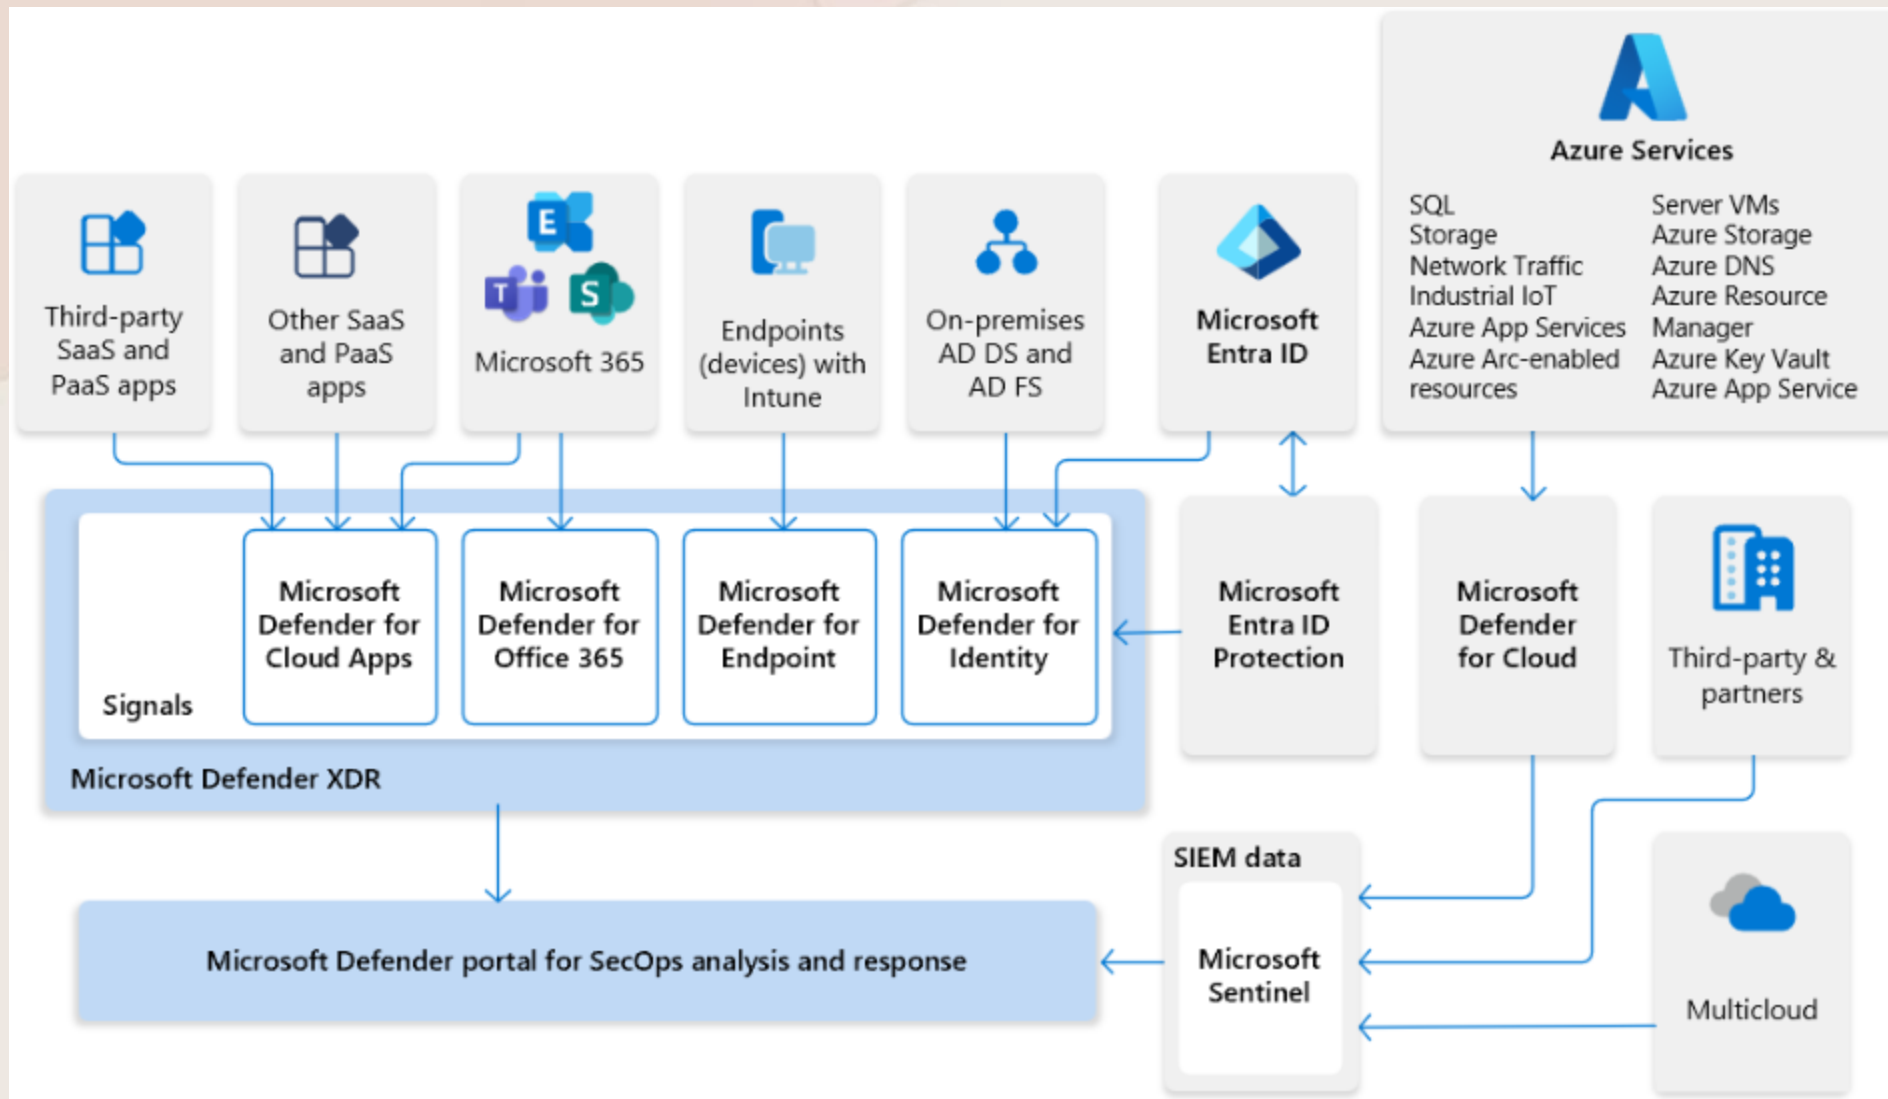 Azure Services
SQL
Storage
Network Traffic
Industrial IoT
Azure App Services
Azure Arc-enabled
resources
Server VMs
Azure Storage
Azure DNS
Azure Resource
Manager
Azure Key Vault
Azure App Service
Third-party
SaaS and
PaaS apps
Other SaaS
and PaaS
apps
E
T
S
Microsoft 365
Endpoints
(devices) with
Intune
On-premises
AD DS and
AD FS
Microsoft
Entra ID
Signals
Microsoft
Defender for
Cloud Apps
Microsoft
Defender for
Office 365
Microsoft
Defender for
Endpoint
Microsoft
Defender for
Identity
Microsoft Defender XDR
Microsoft
Entra ID
Protection
Microsoft
Defender
for Cloud
Third-party &
partners
Microsoft Defender portal for SecOps analysis and response
SIEM data
Microsoft
Sentinel
Multicloud